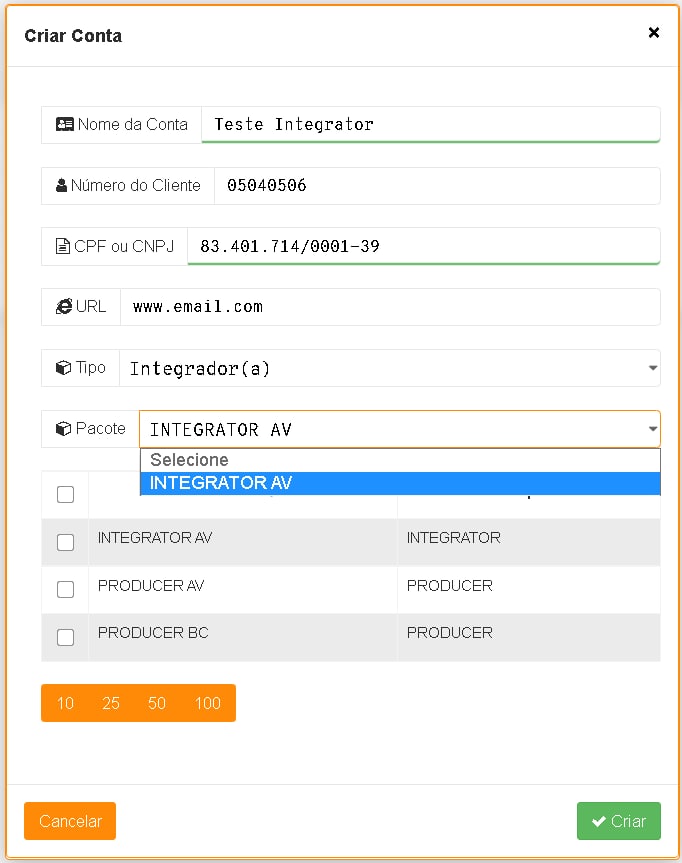 Criar Conta ×
Nome da Conta Teste Integrator
Número do Cliente 05040506
CPF ou CNPJ 83.401.714/0001-39
URL www.email.com
Tipo Integrador(a)
Pacote INTEGRATOR AV
Selecione
INTEGRATOR AV
INTEGRATOR AV INTEGRATOR
PRODUCER AV PRODUCER
PRODUCER BC PRODUCER
10 25 50 100
Cancelar Criar